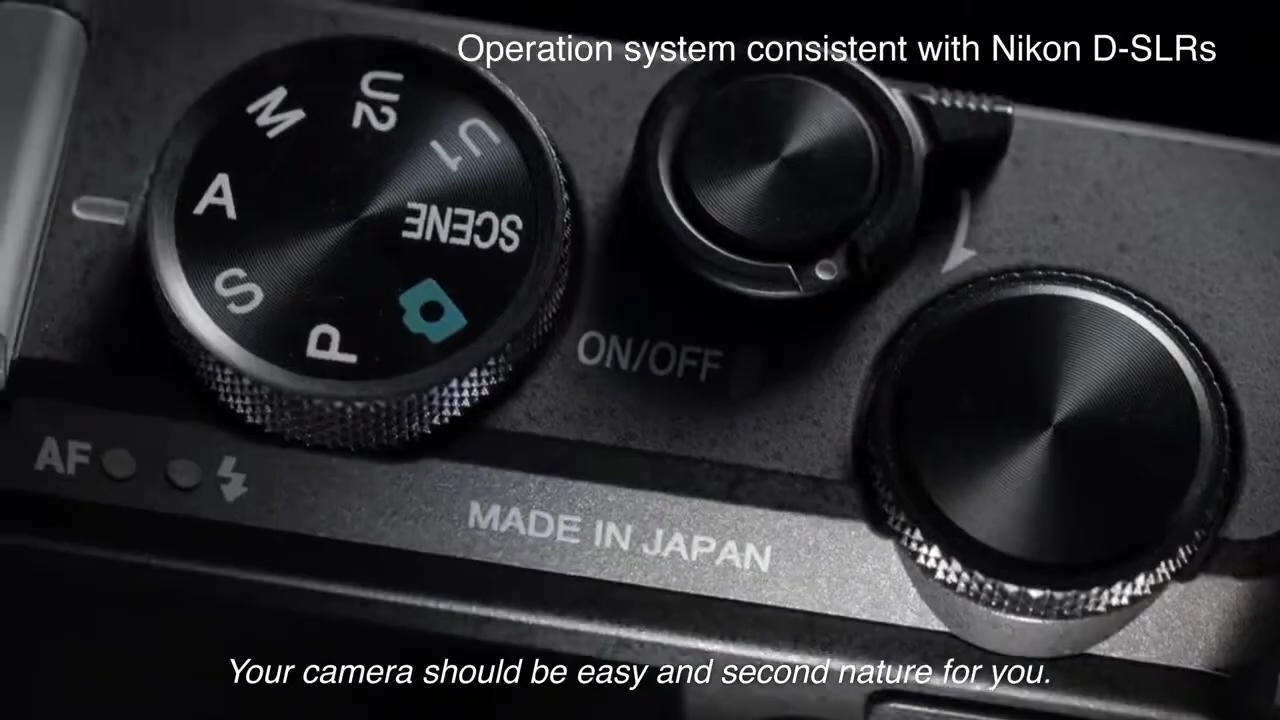 Operation system consistent with Nikon D-SLRs
M
U2
U1
A
SCENE
S
P
ON/OFF
AF
MADE IN JAPAN
Your camera should be easy and second nature for you.